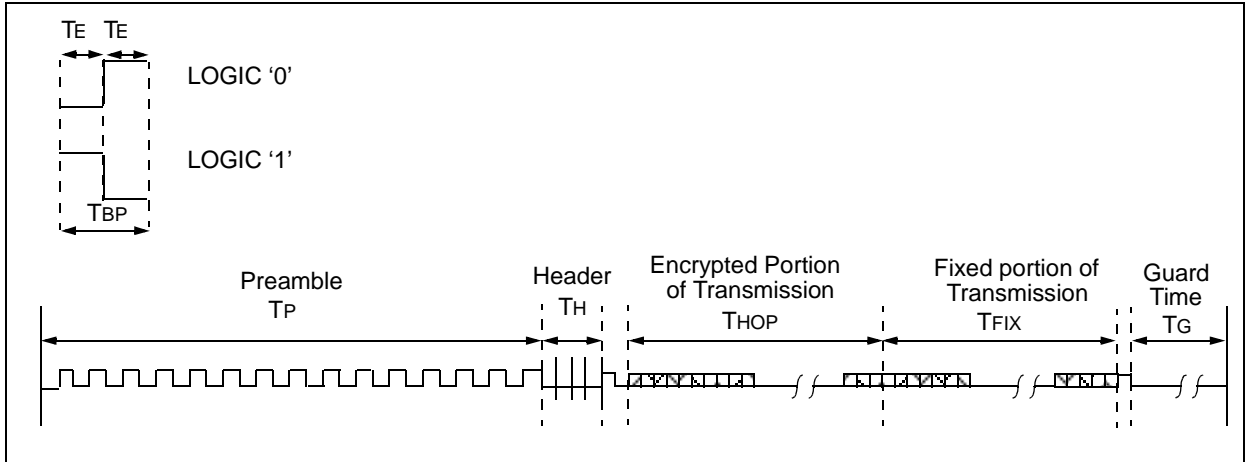 TE TE
LOGIC ‘0’
LOGIC ‘1’
TBP
Preamble
TP
Header
TH
Encrypted Portion
of Transmission
THOP
Fixed portion of
Transmission
TFIX
Guard
Time
TG